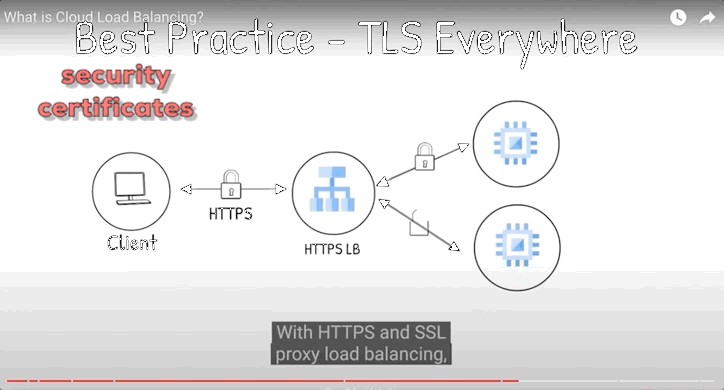 What is Cloud Load Balancing?
Best Practice - TLS Everywhere
security
certificates
HTTPS
Client
HTTPS LB
With HTTPS and SSL
proxy load balancing,